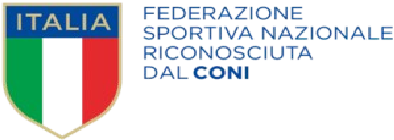 ITALIA
FEDERAZIONE
SPORTIVA NAZIONALE
RICONOSCIUTA
DAL CONI